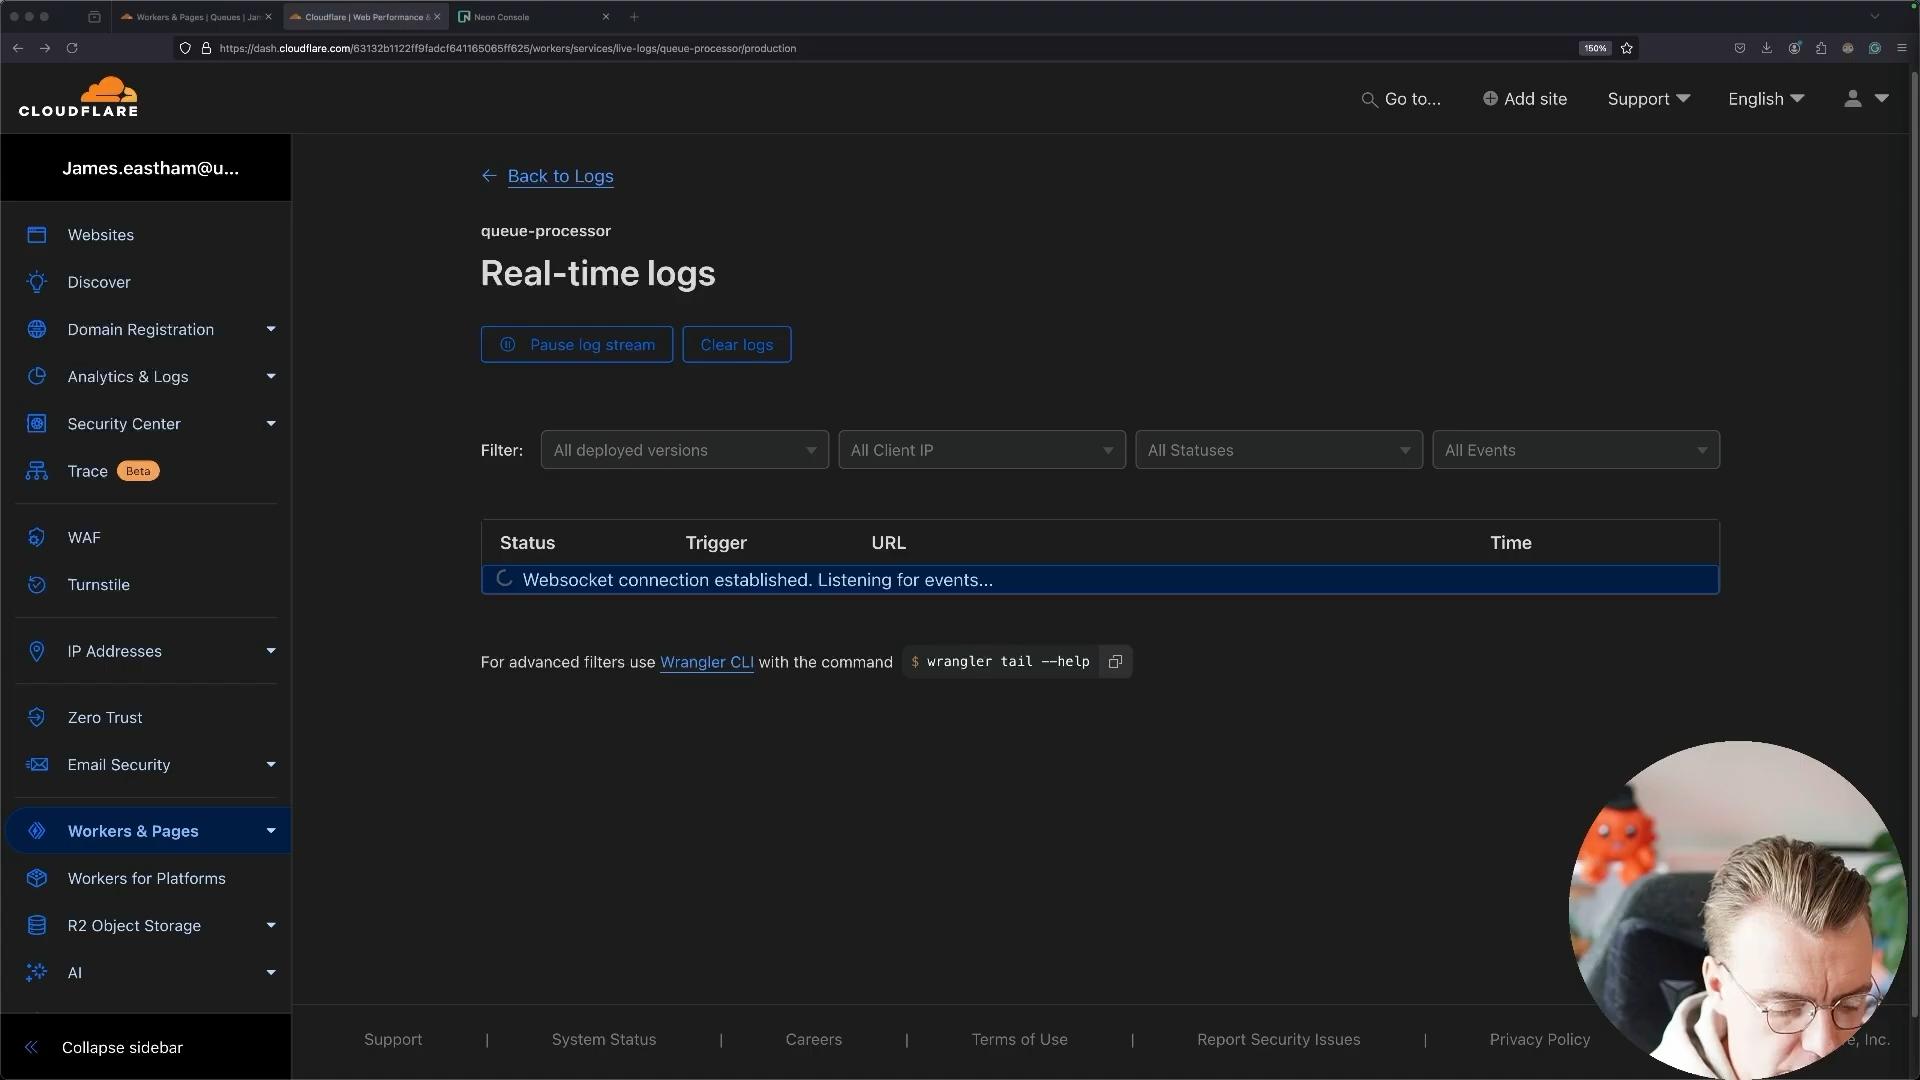 Workers & Pages | Queues | Jam
Cloudflare | Web Performance &
Neon Console
https://dash.cloudflare.com/63132b1122ff9fadcf641165065ff625/workers/services/live-logs/queue-processor/production
150%
CLOUDFLARE
Go to...
Add site
Support
English
James.eastham@u...
Websites
Discover
Domain Registration
Analytics & Logs
Security Center
Trace Beta
WAF
Turnstile
IP Addresses
Zero Trust
Email Security
Workers & Pages
Workers for Platforms
R2 Object Storage
AI
Collapse sidebar
Back to Logs
queue-processor
Real-time logs
Pause log stream
Clear logs
Filter: All deployed versions All Client IP All Statuses All Events
Status Trigger URL Time
Websocket connection established. Listening for events...
For advanced filters use Wrangler CLI with the command $ wrangler tail --help
Support | System Status | Careers | Terms of Use | Report Security Issues | Privacy Policy
Inc.